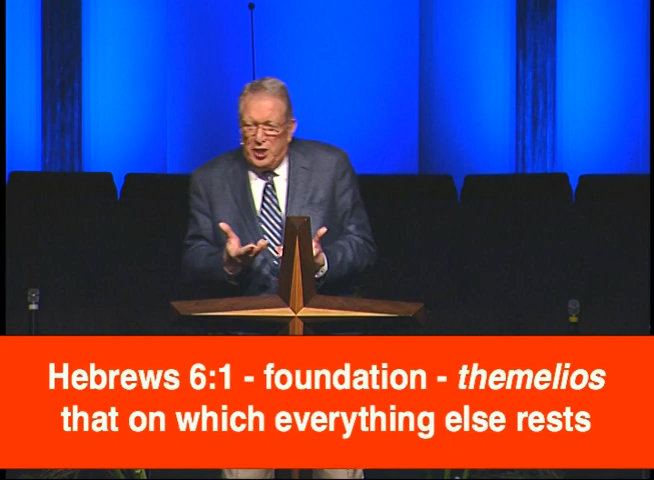 Hebrews 6:1 - foundation - themelios
that on which everything else rests